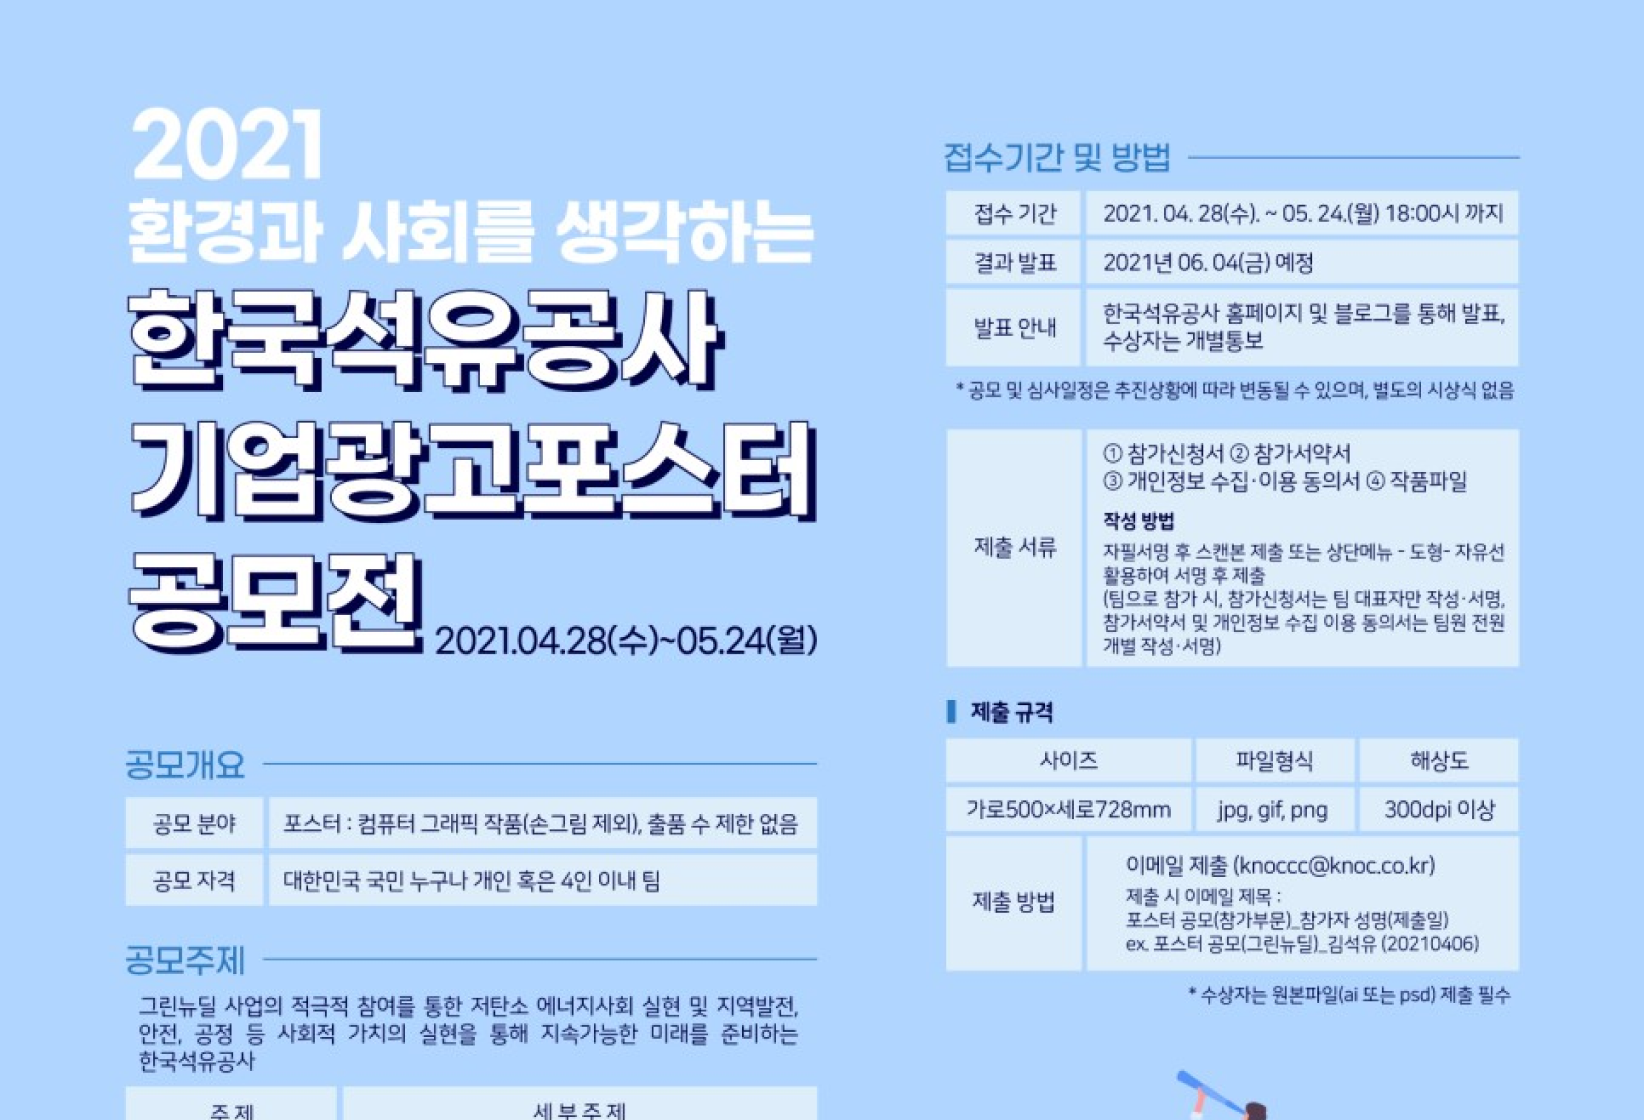 2021
환경과 사회를 생각하는
한국석유공사
기업광고포스터
공모전 2021.04.28(수)~05.24(월)
공모개요
공모 분야 포스터 : 컴퓨터 그래픽 작품(손그림 제외), 출품 수 제한 없음
공모 자격 대한민국 국민 누구나 개인 혹은 4인 이내 팀
공모주제
그린뉴딜 사업의 적극적 참여를 통한 저탄소 에너지사회 실현 및 지역발전,
안전, 공정 등 사회적 가치의 실현을 통해 지속가능한 미래를 준비하는
한국석유공사
주 제 세 부 주 제
접수기간 및 방법
접수 기간 2021. 04. 28(수). ~ 05. 24.(월) 18:00시 까지
결과 발표 2021년 06. 04(금) 예정
발표 안내 한국석유공사 홈페이지 및 블로그를 통해 발표,
수상자는 개별통보
* 공모 및 심사일정은 추진상황에 따라 변동될 수 있으며, 별도의 시상식 없음
제출 서류
① 참가신청서 ② 참가서약서
③ 개인정보 수집·이용 동의서 ④ 작품파일
작성 방법
자필서명 후 스캔본 제출 또는 상단메뉴 - 도형- 자유선
활용하여 서명 후 제출
(팀으로 참가 시, 참가신청서는 팀 대표자만 작성·서명,
참가서약서 및 개인정보 수집 이용 동의서는 팀원 전원
개별 작성·서명)
제출 규격
사이즈 파일형식 해상도
가로500×세로728mm jpg, gif, png 300dpi 이상
제출 방법
이메일 제출 (knoccc@knoc.co.kr)
제출 시 이메일 제목 :
포스터 공모(참가부문)_참가자 성명(제출일)
ex. 포스터 공모(그린뉴딜)_김석유 (20210406)
* 수상자는 원본파일(ai 또는 psd) 제출 필수